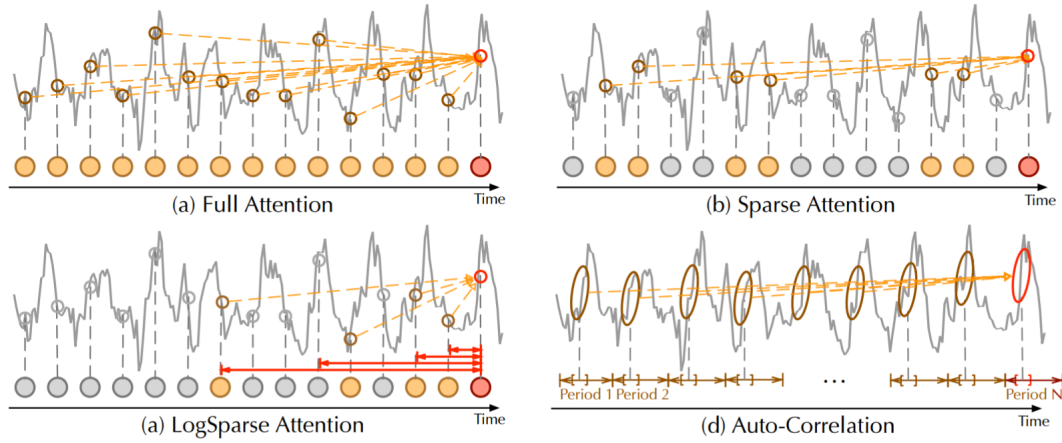 Time
(a) Full Attention
Time
(b) Sparse Attention
Period 1 Period 2 ... Period N
Time
(a) LogSparse Attention
Time
(d) Auto-Correlation